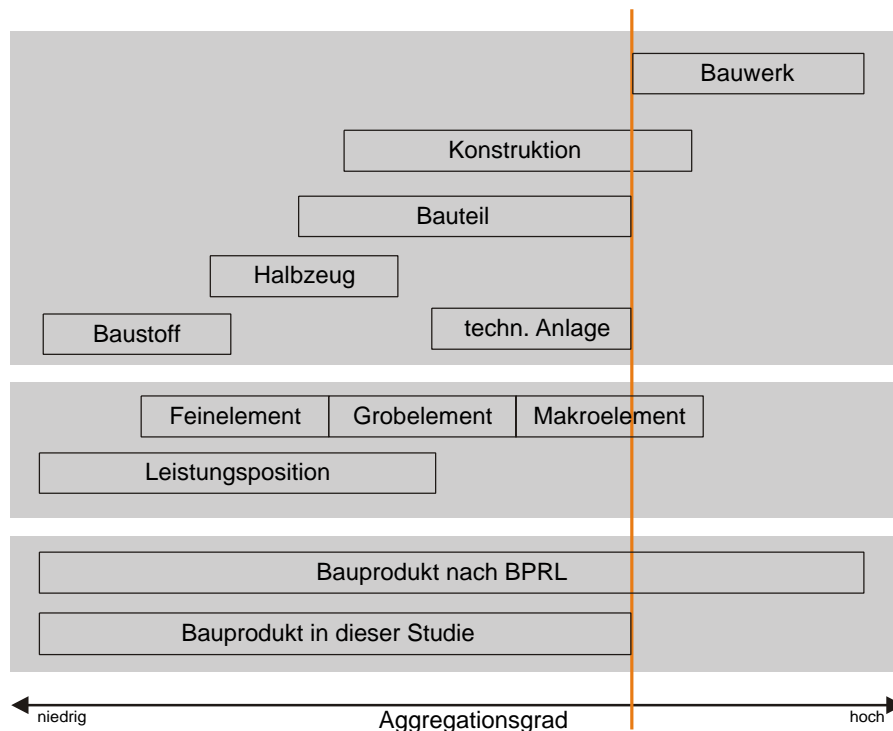 Bauwerk
Konstruktion
Bauteil
Halbzeug
Baustoff
techn. Anlage
Feinelement
Grobelement
Makroelement
Leistungsposition
Bauprodukt nach BPRL
Bauprodukt in dieser Studie
niedrig
Aggregationsgrad
hoch